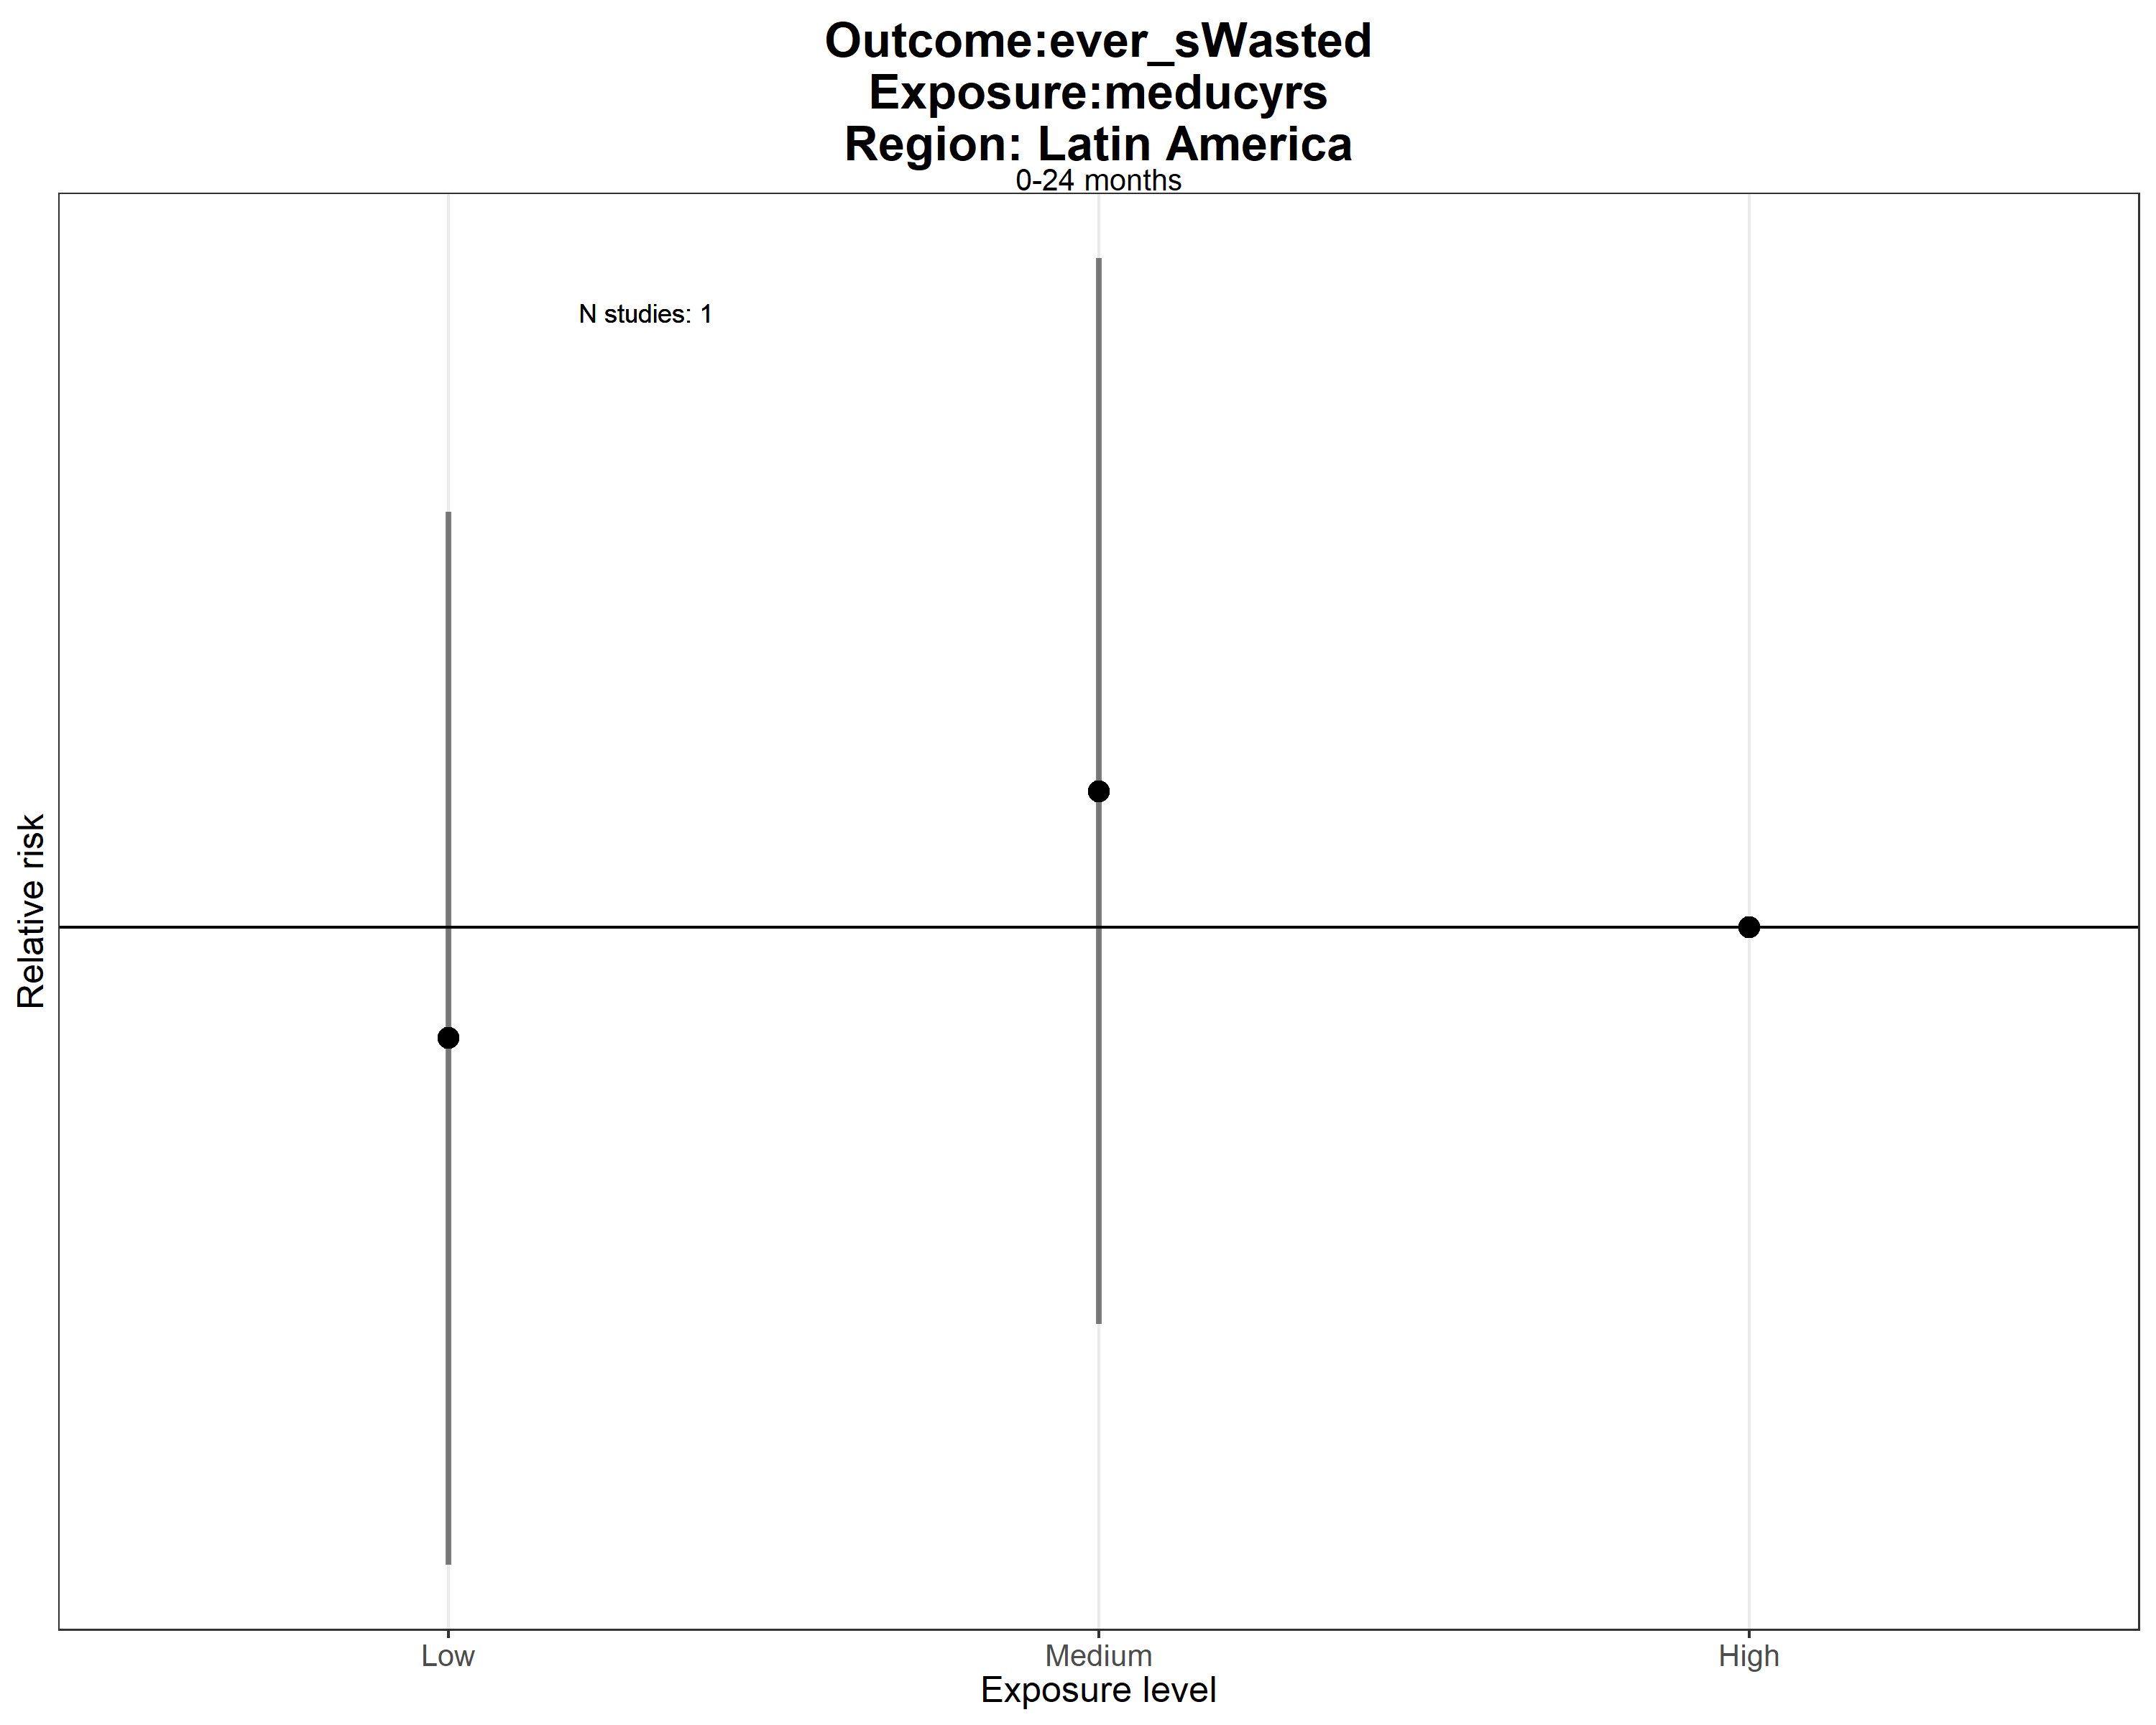 Outcome:ever_sWasted
Exposure:meducyrs
Region: Latin America
0-24 months
N studies: 1
Relative risk
Low
Medium
High
Exposure level